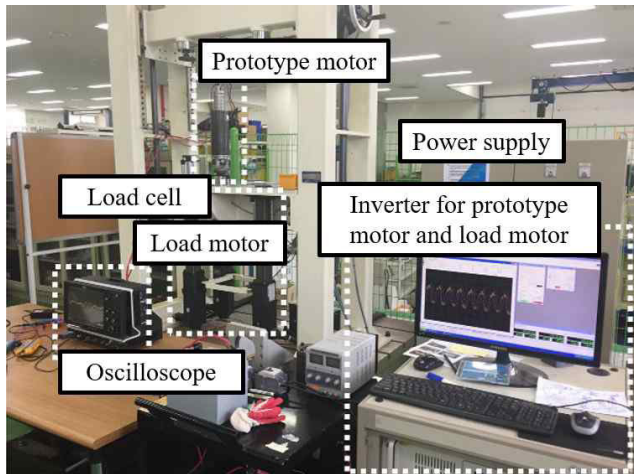 Prototype motor
Power supply
Load cell
Load motor
Inverter for prototype
motor and load motor
Oscilloscope